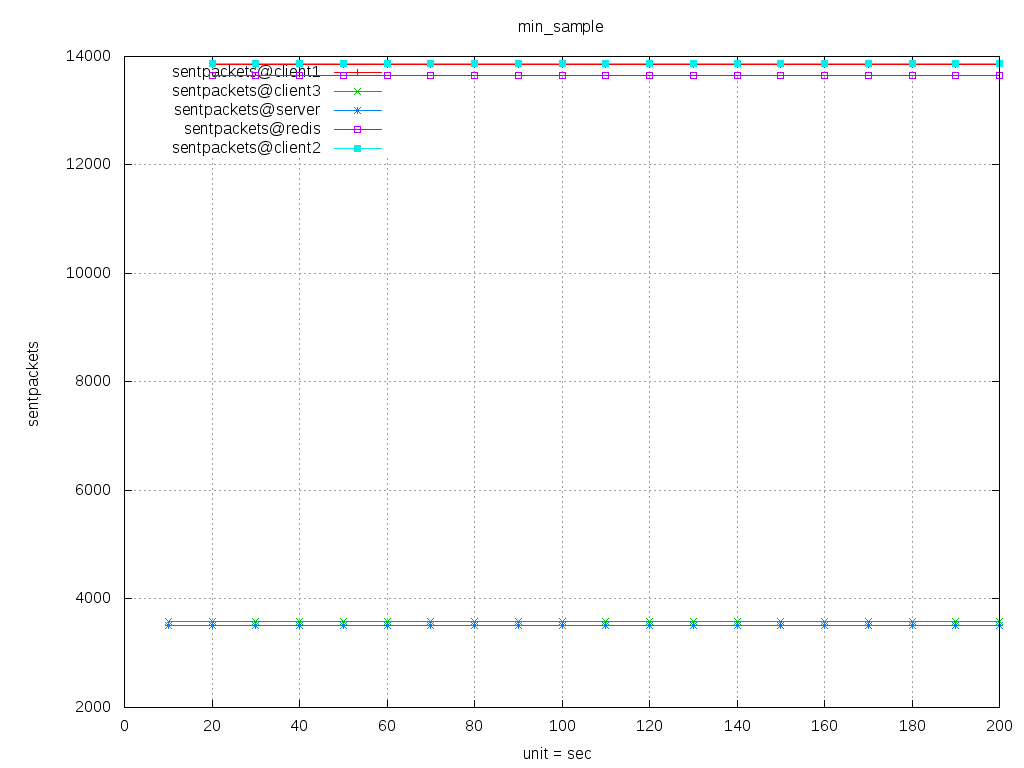 min_sample
14000
12000
10000
8000
6000
4000
2000
sentpackets@client1
sentpackets@client3
sentpackets@server
sentpackets@redis
sentpackets@client2
sentpackets
0 20 40 60 80 100 120 140 160 180 200
unit = sec